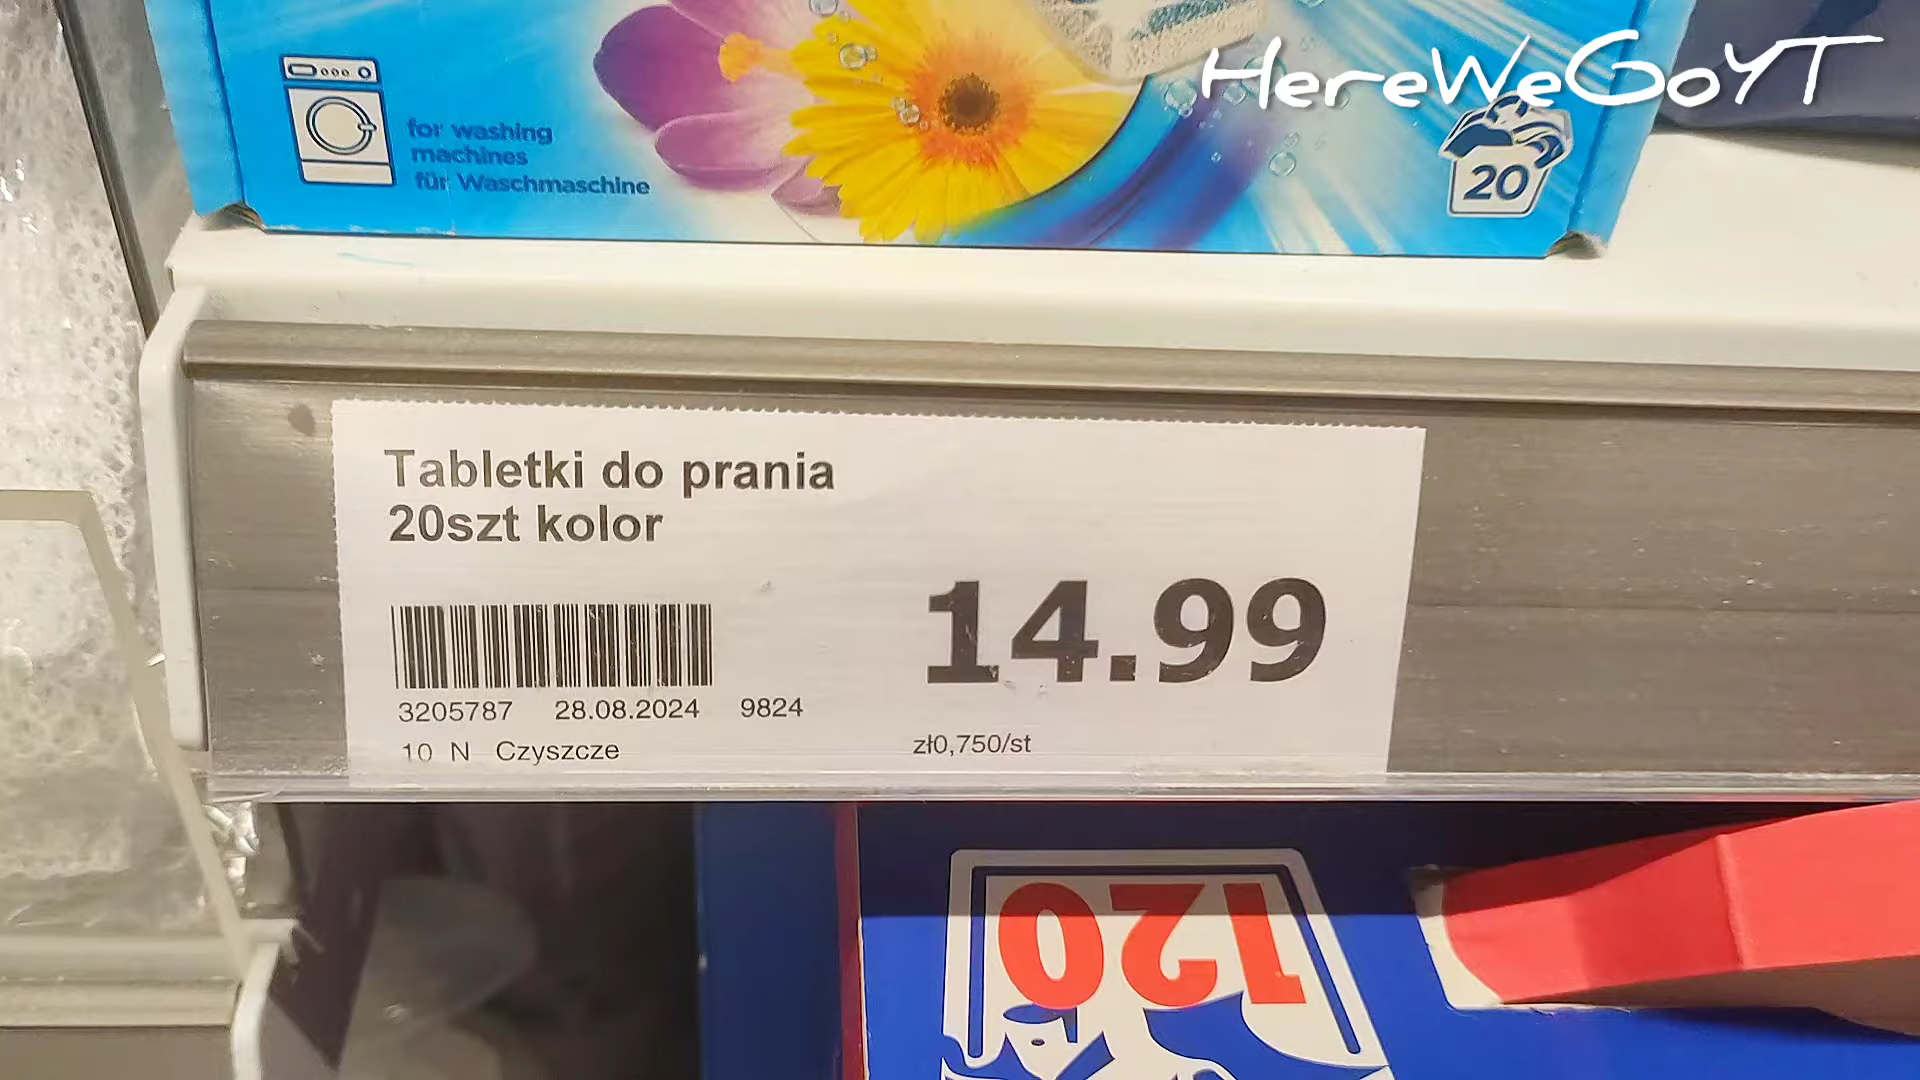 HereWeGoYT
for washing
machines
für Waschmaschine
20
Tabletki do prania
20szt kolor
14.99
3205787 28.08.2024 9824
10 N Czyszcze
zł0,750/st
120